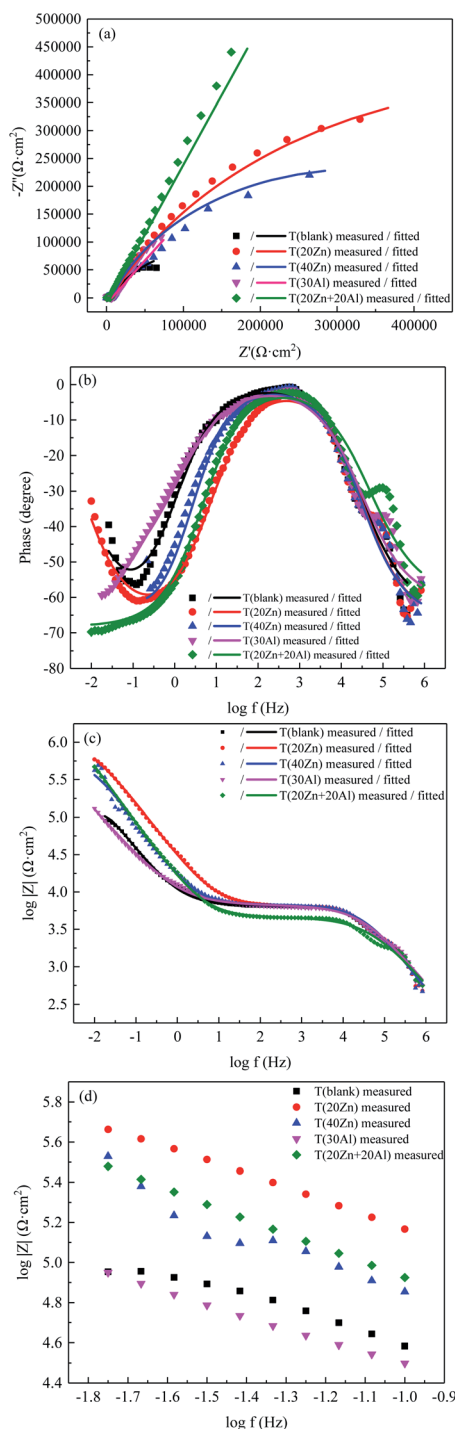 (a)
500000
450000
400000
350000
300000
250000
200000
150000
100000
50000
0
-Z"(Ω·cm²)
/ T(blank) measured / fitted
/ T(20Zn) measured / fitted
/ T(40Zn) measured / fitted
/ T(30Al) measured / fitted
/ T(20Zn+20Al) measured / fitted
0 100000 200000 300000 400000
Z'(Ω·cm²)
(b)
0
-10
-20
-30
-40
-50
-60
-70
-80
Phase (degree)
/ T(blank) measured / fitted
/ T(20Zn) measured / fitted
/ T(40Zn) measured / fitted
/ T(30Al) measured / fitted
/ T(20Zn+20Al) measured / fitted
-2 -1 0 1 2 3 4 5 6
log f (Hz)
(c)
6.0
5.5
5.0
4.5
4.0
3.5
3.0
2.5
log |Z| (Ω·cm²)
/ T(blank) measured / fitted
/ T(20Zn) measured / fitted
/ T(40Zn) measured / fitted
/ T(30Al) measured / fitted
/ T(20Zn+20Al) measured / fitted
-2 -1 0 1 2 3 4 5 6
log f (Hz)
(d)
6.0
5.8
5.6
5.4
5.2
5.0
4.8
4.6
4.4
log |Z| (Ω·cm²)
T(blank) measured
T(20Zn) measured
T(40Zn) measured
T(30Al) measured
T(20Zn+20Al) measured
-1.8 -1.7 -1.6 -1.5 -1.4 -1.3 -1.2 -1.1 -1.0 -0.9
log f (Hz)